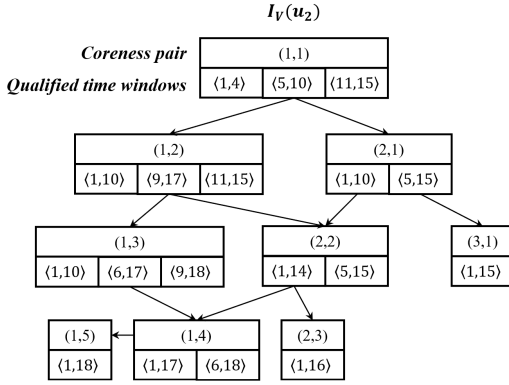 I_V(u_2)
Coreness pair (1,1)
Qualified time windows ⟨1,4⟩ ⟨5,10⟩ ⟨11,15⟩
(1,2) (2,1)
⟨1,10⟩ ⟨9,17⟩ ⟨11,15⟩ ⟨1,10⟩ ⟨5,15⟩
(1,3) (2,2) (3,1)
⟨1,10⟩ ⟨6,17⟩ ⟨9,18⟩ ⟨1,14⟩ ⟨5,15⟩ ⟨1,15⟩
(1,5) (1,4) (2,3)
⟨1,18⟩ ⟨1,17⟩ ⟨6,18⟩ ⟨1,16⟩